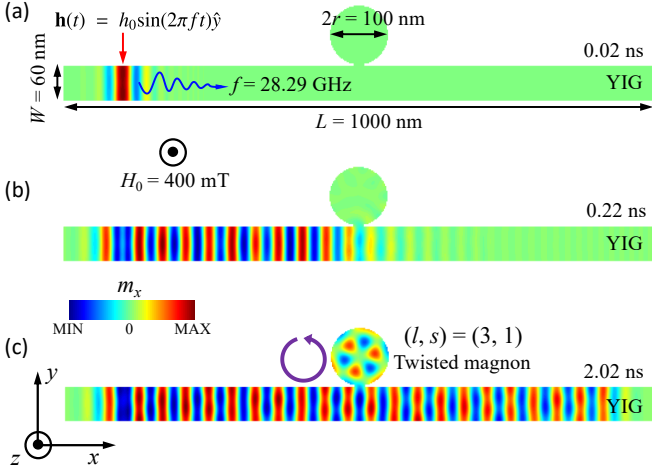 (a)
𝐡(t) = h₀sin(2πft)ŷ
2r = 100 nm
0.02 ns
W = 60 nm
f = 28.29 GHz
YIG
L = 1000 nm
H₀ = 400 mT
(b)
0.22 ns
YIG
mₓ
MIN 0 MAX
(l, s) = (3, 1)
(c)
Twisted magnon
2.02 ns
y
YIG
z
x